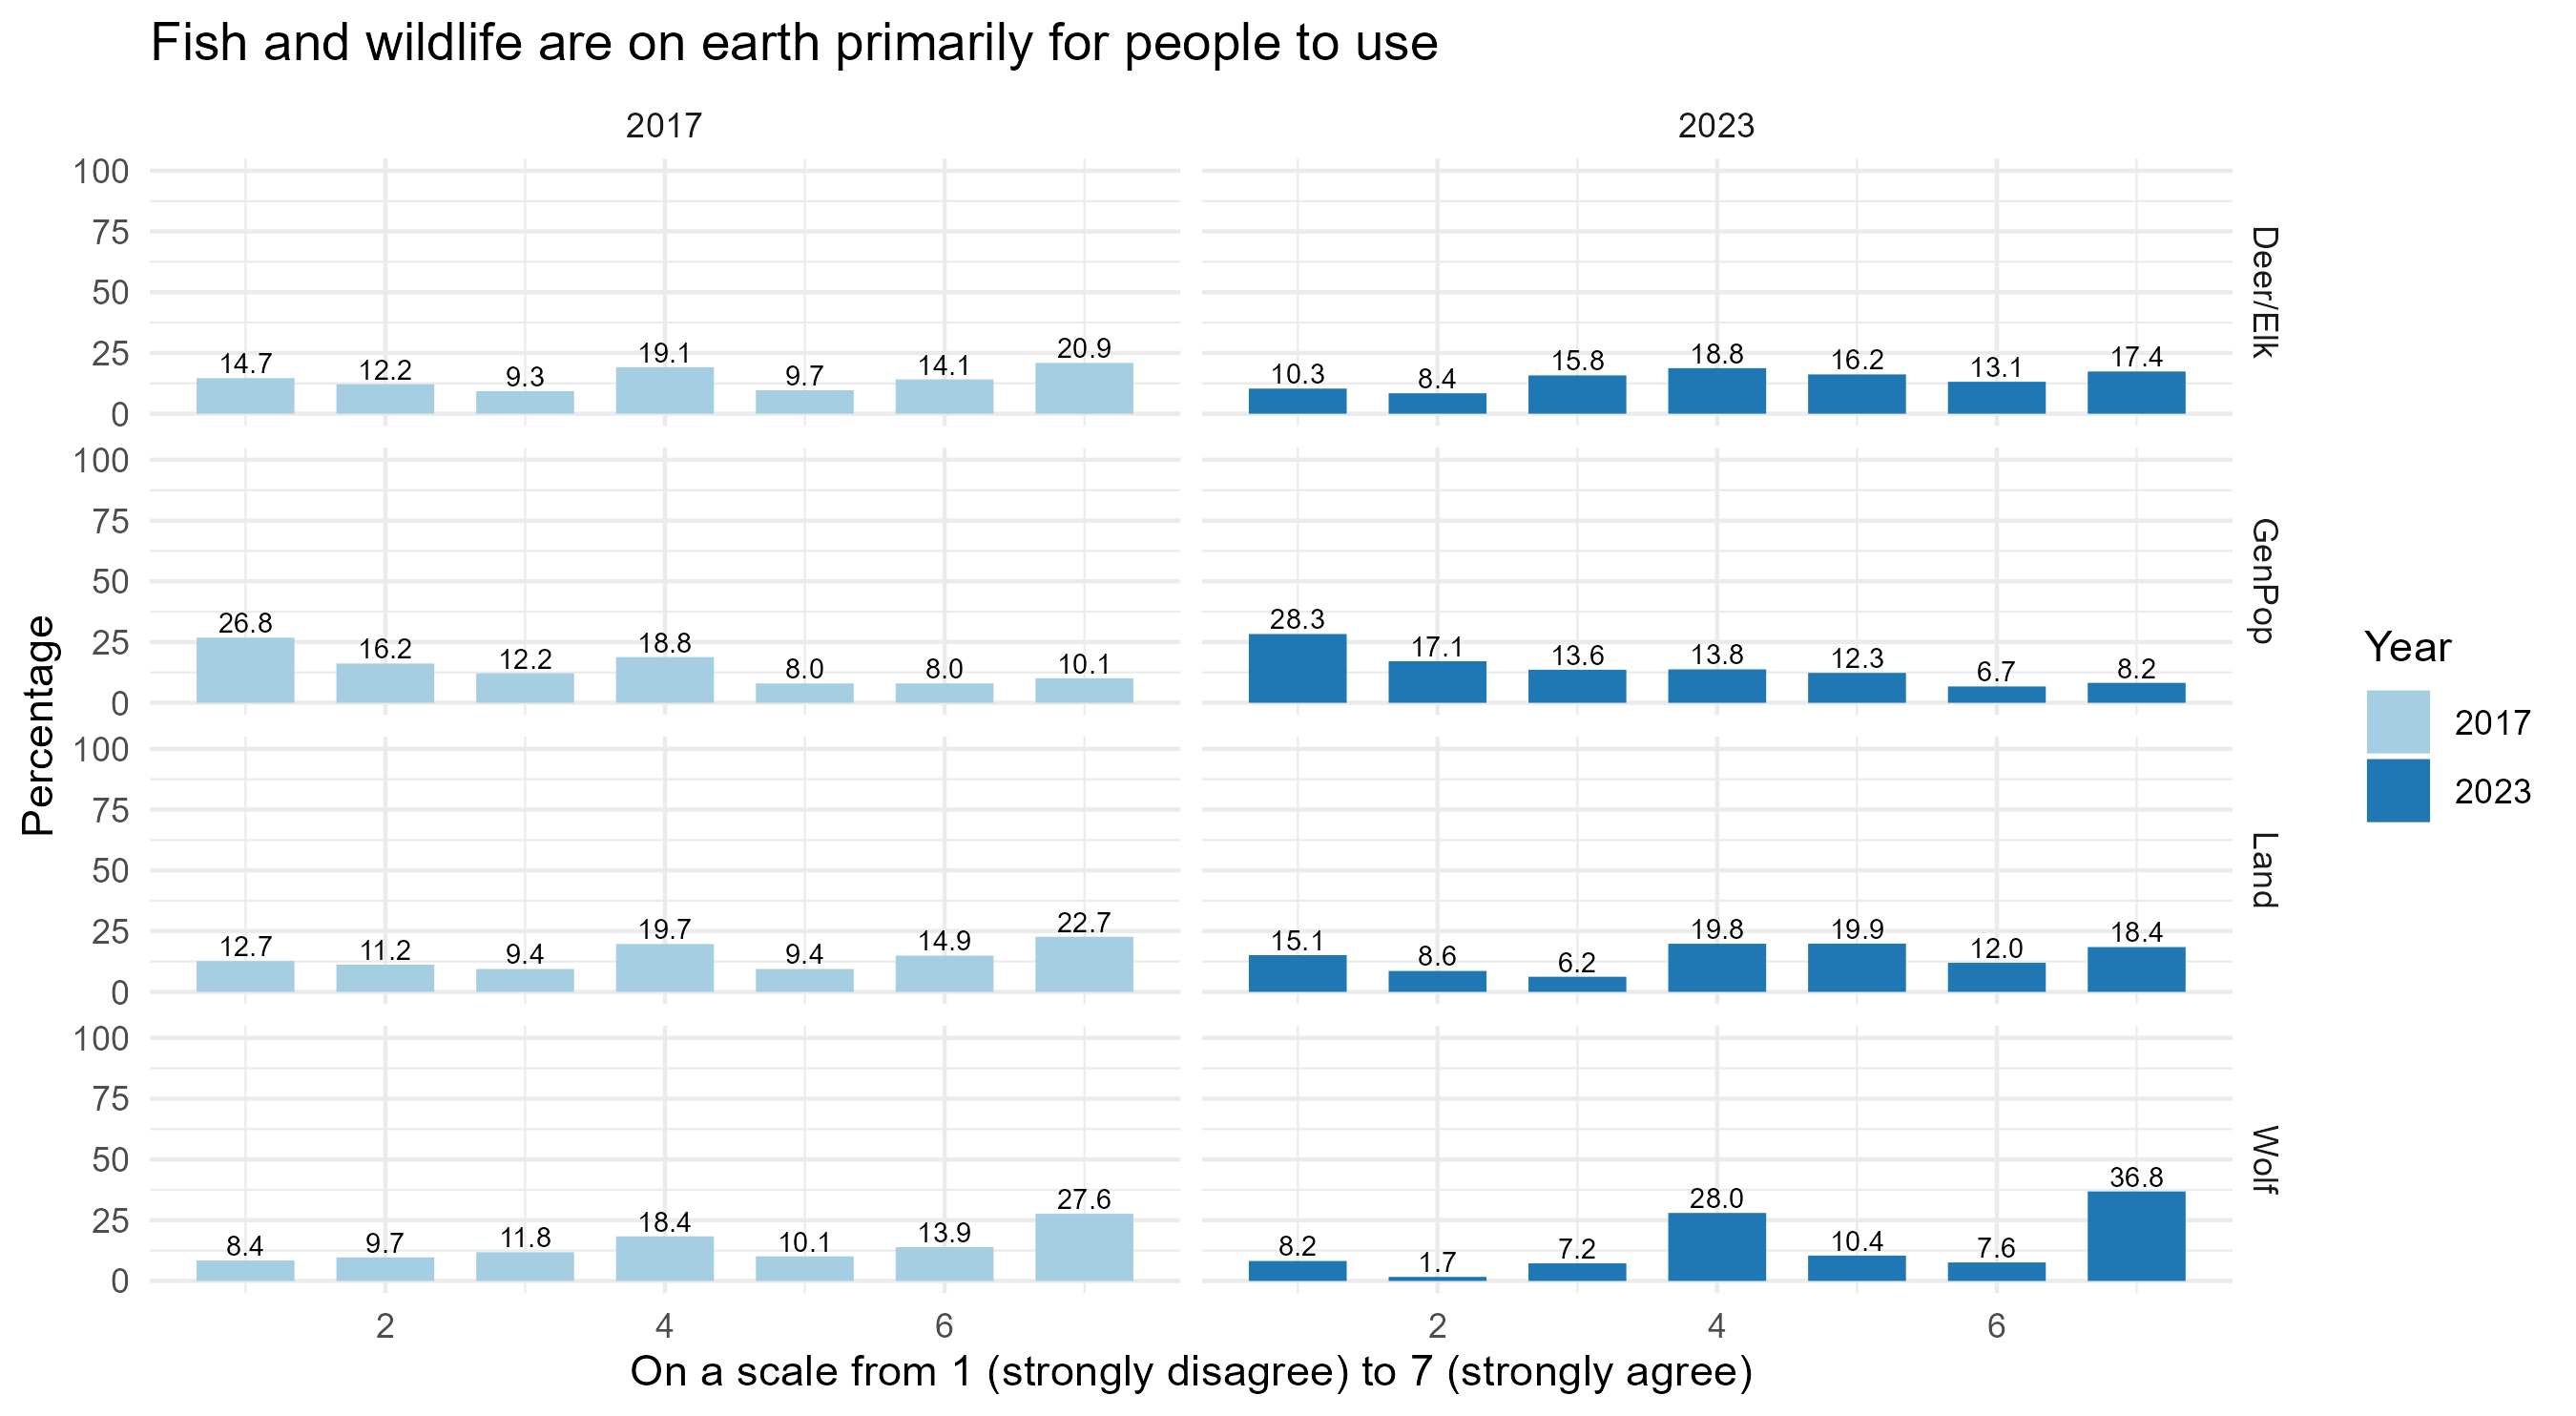 Fish and wildlife are on earth primarily for people to use
2017 2023
100
75
50
25
0
14.7 12.2 9.3 19.1 9.7 14.1 20.9
10.3 8.4 15.8 18.8 16.2 13.1 17.4
Deer/Elk
100
75
50
25
0
26.8 16.2 12.2 18.8 8.0 8.0 10.1
28.3 17.1 13.6 13.8 12.3 6.7 8.2
GenPop
100
75
50
25
0
12.7 11.2 9.4 19.7 9.4 14.9 22.7
15.1 8.6 6.2 19.8 19.9 12.0 18.4
Land
100
75
50
25
0
8.4 9.7 11.8 18.4 10.1 13.9 27.6
8.2 1.7 7.2 28.0 10.4 7.6 36.8
Wolf
2 4 6 2 4 6
On a scale from 1 (strongly disagree) to 7 (strongly agree)
Percentage
Year
2017
2023